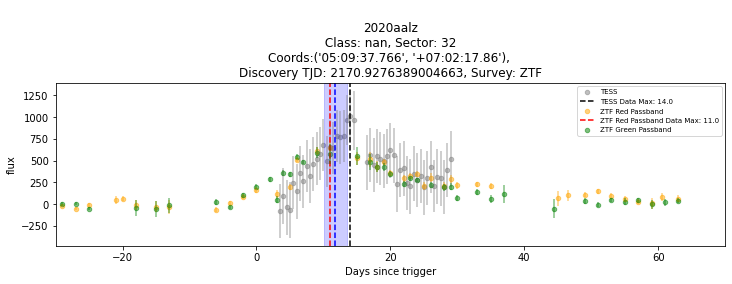 2020aalz
Class: nan, Sector: 32
Coords:('05:09:37.766', '+07:02:17.86'),
Discovery TJD: 2170.9276389004663, Survey: ZTF
TESS
TESS Data Max: 14.0
ZTF Red Passband
ZTF Red Passband Data Max: 11.0
ZTF Green Passband
flux
1250
1000
750
500
250
0
−250
−20
0
20
40
60
Days since trigger